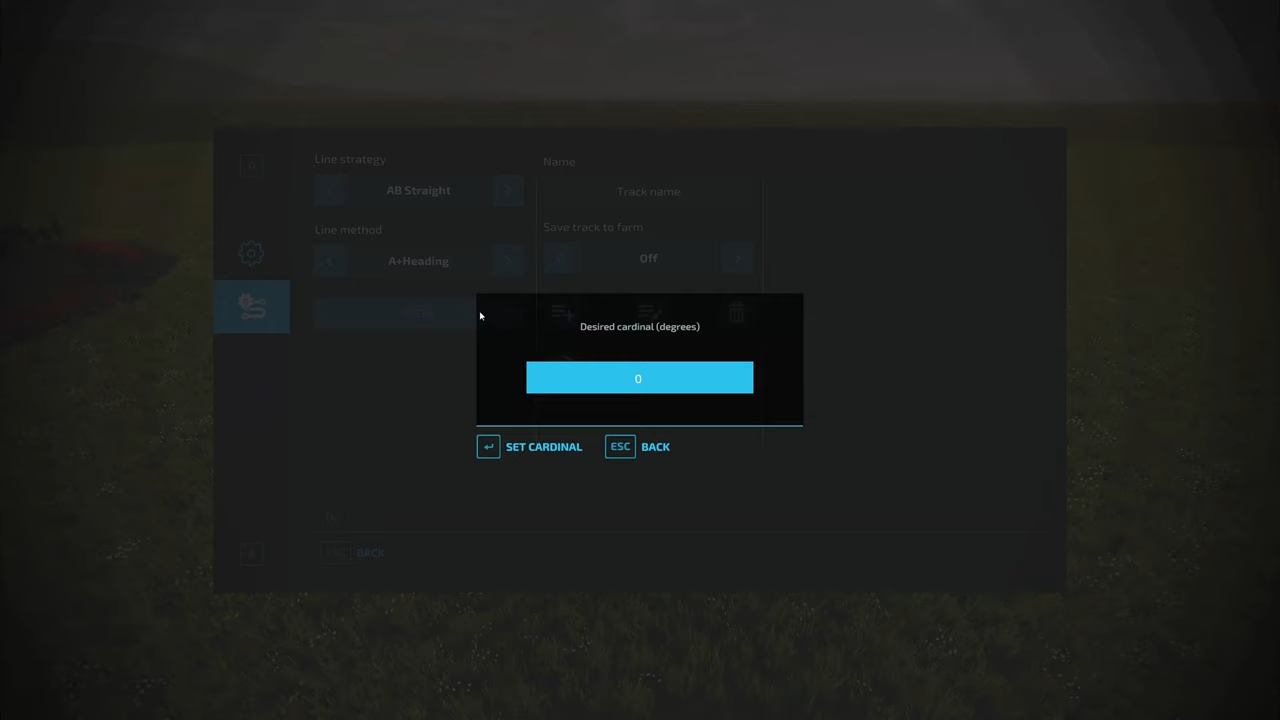 Line strategy
AB Straight
Line method
A+Heading
Name
Track name
Save track to farm
Off
Desired cardinal (degrees)
0
SET CARDINAL
ESC BACK
ESC BACK